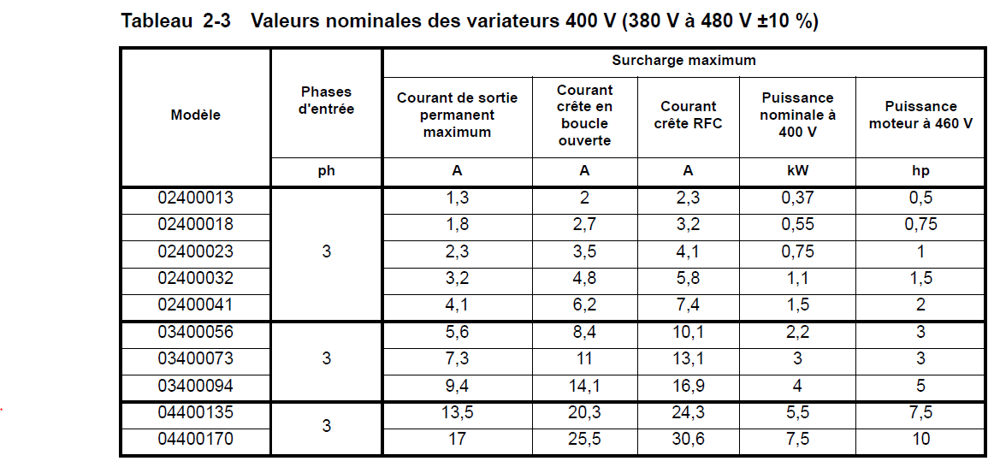 Tableau 2-3 Valeurs nominales des variateurs 400 V (380 V à 480 V ±10 %)
Modèle
Phases
d'entrée
Surcharge maximum
Courant de sortie
permanent
maximum
Courant
crête en
boucle
ouverte
Courant
crête RFC
Puissance
nominale à
400 V
Puissance
moteur à 460 V
ph A A A kW hp
02400013 1,3 2 2,3 0,37 0,5
02400018 1,8 2,7 3,2 0,55 0,75
02400023 3 2,3 3,5 4,1 0,75 1
02400032 3,2 4,8 5,8 1,1 1,5
02400041 4,1 6,2 7,4 1,5 2
03400056 5,6 8,4 10,1 2,2 3
03400073 3 7,3 11 13,1 3 3
03400094 9,4 14,1 16,9 4 5
04400135 3 13,5 20,3 24,3 5,5 7,5
04400170 17 25,5 30,6 7,5 10